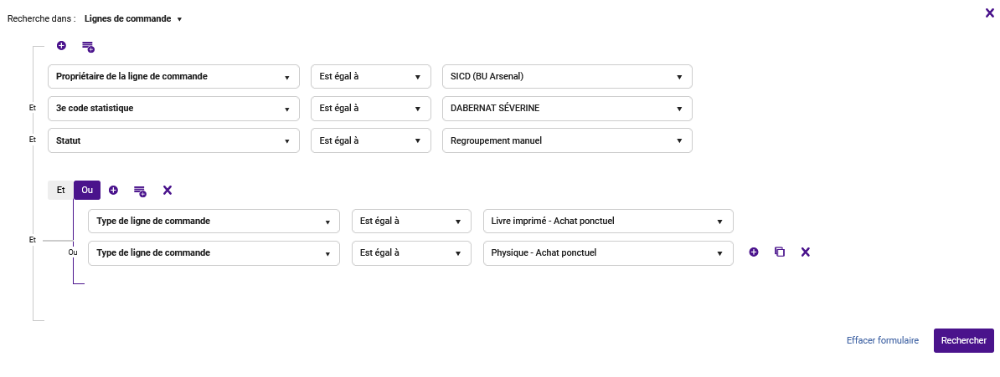 Recherche dans : Lignes de commande
Propriétaire de la ligne de commande Est égal à SICD (BU Arsenal)
Et 3e code statistique Est égal à DABERNAT SÉVERINE
Et Statut Est égal à Regroupement manuel
Et Ou
Type de ligne de commande Est égal à Livre imprimé - Achat ponctuel
Et
Ou Type de ligne de commande Est égal à Physique - Achat ponctuel
Effacer formulaire Rechercher